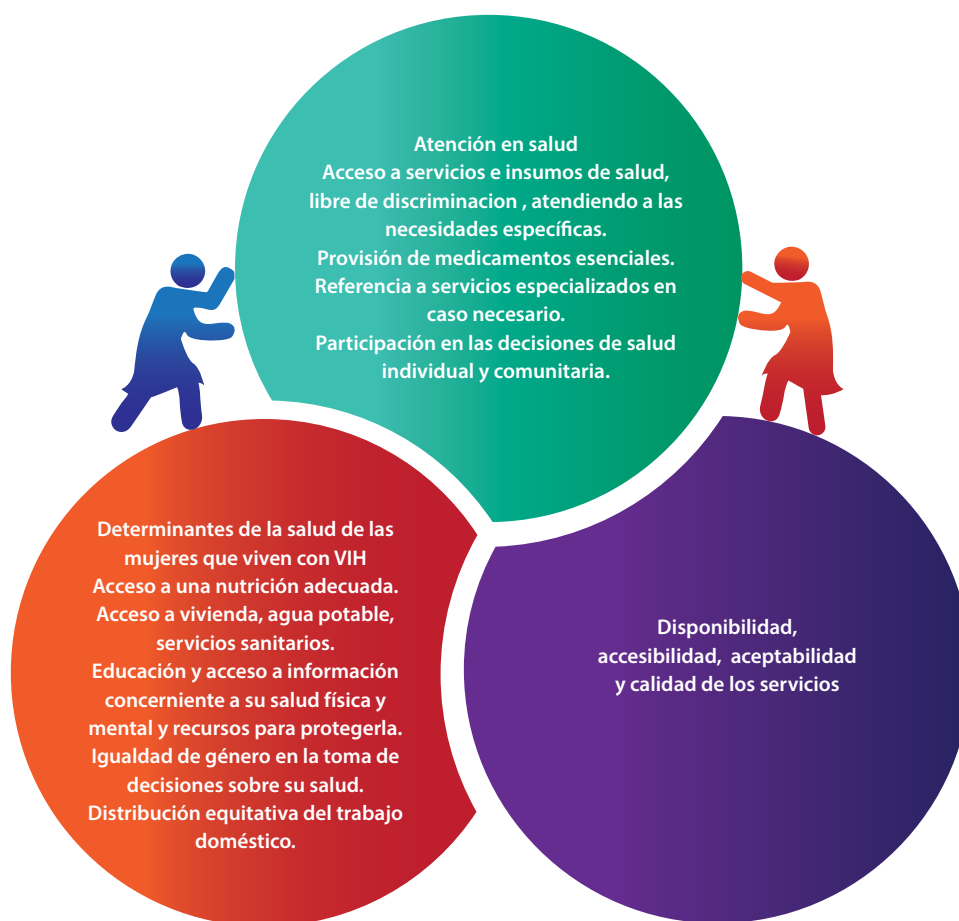 Atención en salud
Acceso a servicios e insumos de salud,
libre de discriminacion , atendiendo a las
necesidades específicas.
Provisión de medicamentos esenciales.
Referencia a servicios especializados en
caso necesario.
Participación en las decisiones de salud
individual y comunitaria.
Determinantes de la salud de las
mujeres que viven con VIH
Acceso a una nutrición adecuada.
Acceso a vivienda, agua potable,
servicios sanitarios.
Educación y acceso a información
concerniente a su salud física y
mental y recursos para protegerla.
Igualdad de género en la toma de
decisiones sobre su salud.
Distribución equitativa del trabajo
doméstico.
Disponibilidad,
accesibilidad, aceptabilidad
y calidad de los servicios